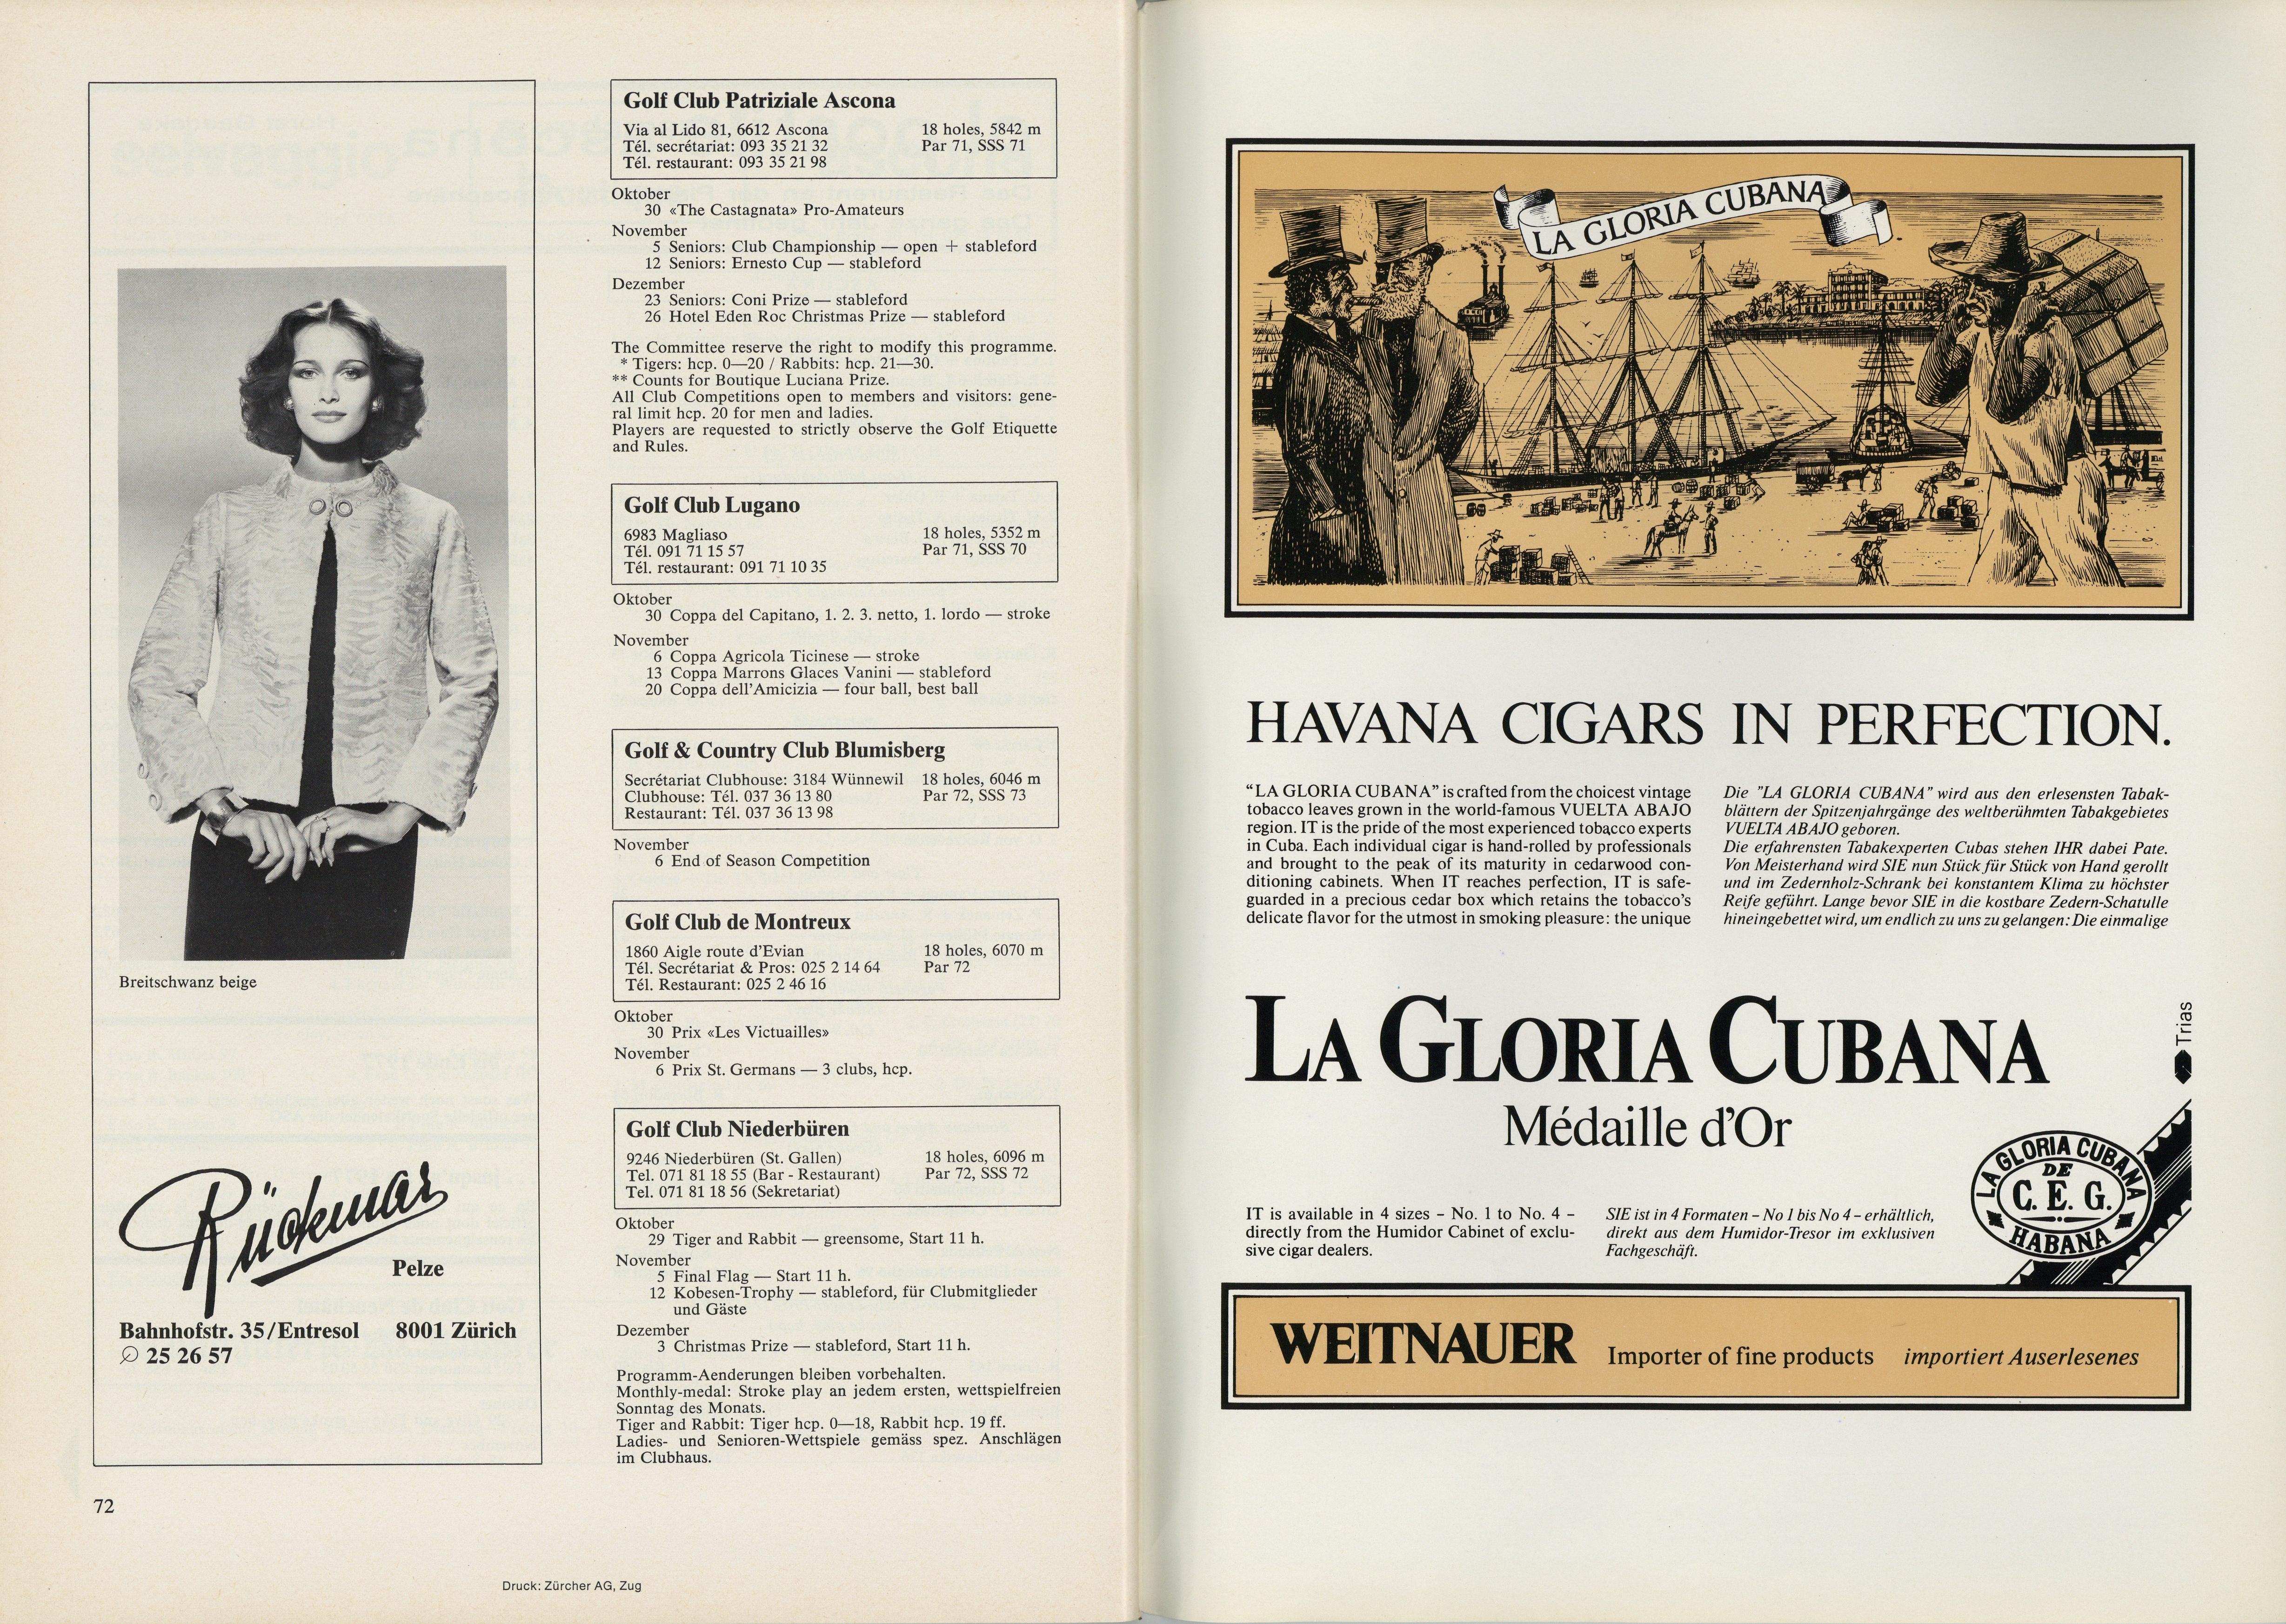 Breitschwanz beige
Rüdemar
Pelze
Bahnhofstr. 35/Entresol 8001 Zürich
25 26 57
72
Golf Club Patriziale Ascona
Via al Lido 81, 6612 Ascona 18 holes, 5842 m
Tél. secrétariat: 093 35 21 32 Par 71, SSS 71
Tél. restaurant: 093 35 21 98
Oktober
30 «The Castagnata» Pro-Amateurs
November
5 Seniors: Club Championship — open + stableford
12 Seniors: Ernesto Cup — stableford
Dezember
23 Seniors: Coni Prize — stableford
26 Hotel Eden Roc Christmas Prize — stableford
The Committee reserve the right to modify this programme.
* Tigers: hcp. 0—20 / Rabbits: hcp. 21—30.
** Counts for Boutique Luciana Prize.
All Club Competitions open to members and visitors: gene-
ral limit hcp. 20 for men and ladies.
Players are requested to strictly observe the Golf Etiquette
and Rules.
Golf Club Lugano
6983 Magliaso 18 holes, 5352 m
Tél. 091 71 15 57 Par 71, SSS 70
Tél. restaurant: 091 71 10 35
Oktober
30 Coppa del Capitano, 1. 2. 3. netto, 1. lordo — stroke
November
6 Coppa Agricola Ticinese — stroke
13 Coppa Marrons Glaces Vanini — stableford
20 Coppa dell'Amicizia — four ball, best ball
Golf & Country Club Blumisberg
Secrétariat Clubhouse: 3184 Wünnewil 18 holes, 6046 m
Clubhouse: Tél. 037 36 13 80 Par 72, SSS 73
Restaurant: Tél. 037 36 13 98
November
6 End of Season Competition
Golf Club de Montreux
1860 Aigle route d'Evian 18 holes, 6070 m
Tél. Secrétariat & Pros: 025 2 14 64 Par 72
Tél. Restaurant: 025 2 46 16
Oktober
30 Prix «Les Victuailles»
November
6 Prix St. Germans — 3 clubs, hcp.
Golf Club Niederbüren
9246 Niederbüren (St. Gallen) 18 holes, 6096 m
Tel. 071 81 18 55 (Bar - Restaurant) Par 72, SSS 72
Tel. 071 81 18 56 (Sekretariat)
Oktober
29 Tiger and Rabbit — greensome, Start 11 h.
November
5 Final Flag — Start 11 h.
12 Kobesen-Trophy — stableford, für Clubmitglieder
und Gäste
Dezember
3 Christmas Prize — stableford, Start 11 h.
Programm-Aenderungen bleiben vorbehalten.
Monthly-medal: Stroke play an jedem ersten, wettspielfreien
Sonntag des Monats.
Tiger and Rabbit: Tiger hcp. 0—18, Rabbit hcp. 19 ff.
Ladies- und Senioren-Wettspiele gemäss spez. Anschlägen
im Clubhaus.
Druck: Zürcher AG, Zug
LA GLORIA CUBANA
HAVANA CIGARS IN PERFECTION.
“LA GLORIA CUBANA” is crafted from the choicest vintage
tobacco leaves grown in the world-famous VUELTA ABAJO
region. IT is the pride of the most experienced tobacco experts
in Cuba. Each individual cigar is hand-rolled by professionals
and brought to the peak of its maturity in cedarwood con-
ditioning cabinets. When IT reaches perfection, IT is safe-
guarded in a precious cedar box which retains the tobacco's
delicate flavor for the utmost in smoking pleasure: the unique
Die "LA GLORIA CUBANA" wird aus den erlesensten Tabak-
blättern der Spitzenjahrgänge des weltberühmten Tabakgebietes
VUELTA ABAJO geboren.
Die erfahrensten Tabakexperten Cubas stehen IHR dabei Pate.
Von Meisterhand wird SIE nun Stück für Stück von Hand gerollt
und im Zedernholz-Schrank bei konstantem Klima zu höchster
Reife geführt. Lange bevor SIE in die kostbare Zedern-Schatulle
hineingebettet wird, um endlich zu uns zu gelangen: Die einmalige
LA GLORIA CUBANA
Médaille d'Or
Trias
IT is available in 4 sizes – No. 1 to No. 4 –
directly from the Humidor Cabinet of exclu-
sive cigar dealers.
SIE ist in 4 Formaten – No 1 bis No 4 – erhältlich,
direkt aus dem Humidor-Tresor im exklusiven
Fachgeschäft.
LA GLORIA CUBANA
DE
C. E. G.
HABANA
WEITNAUER Importer of fine products importiert Auserlesenes